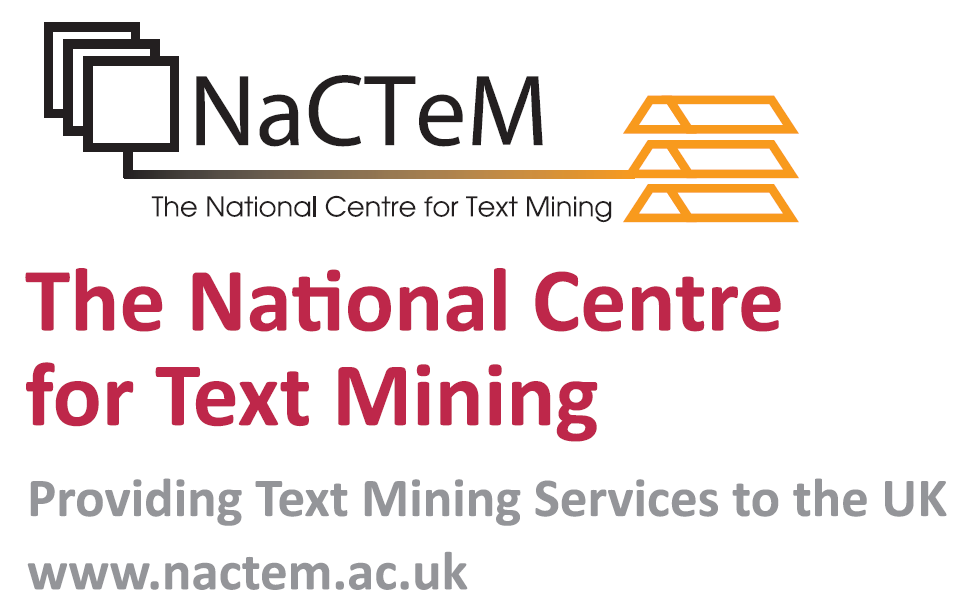 NaCTeM
The National Centre for Text Mining
The National Centre
for Text Mining
Providing Text Mining Services to the UK
www.nactem.ac.uk